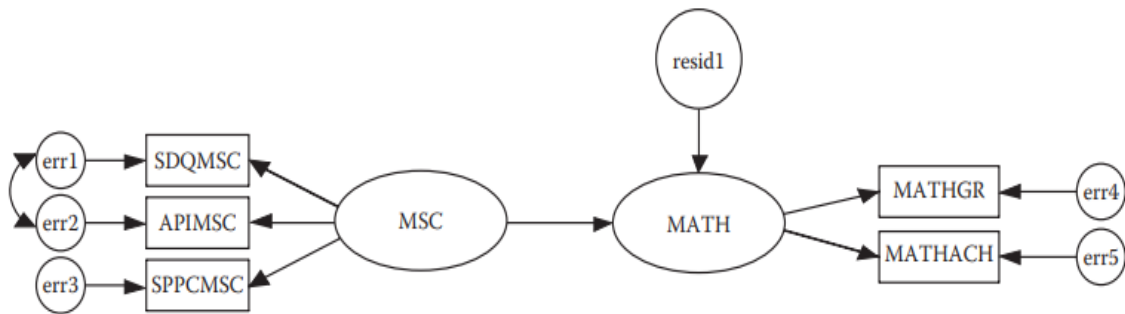 resid1
err1
SDQMSC
err2
APIMSC
err3
SPPCMSC
MSC
MATH
MATHGR
err4
MATHACH
err5